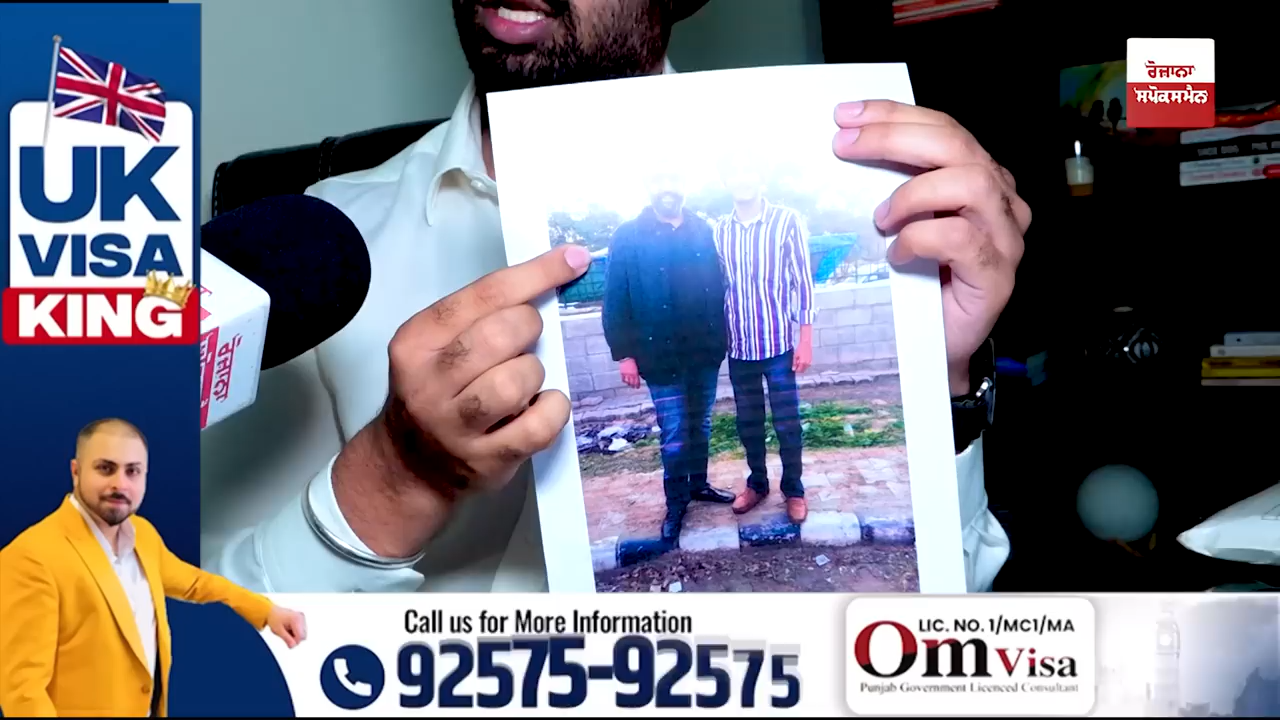 UK
VISA
KING
ਰੋਜ਼ਾਨਾ
ਸਪੋਕਸਮੈਨ
Call us for More Information
92575-92575
LIC. NO. 1/MC1/MA
Om Visa
Punjab Government Licenced Consultant